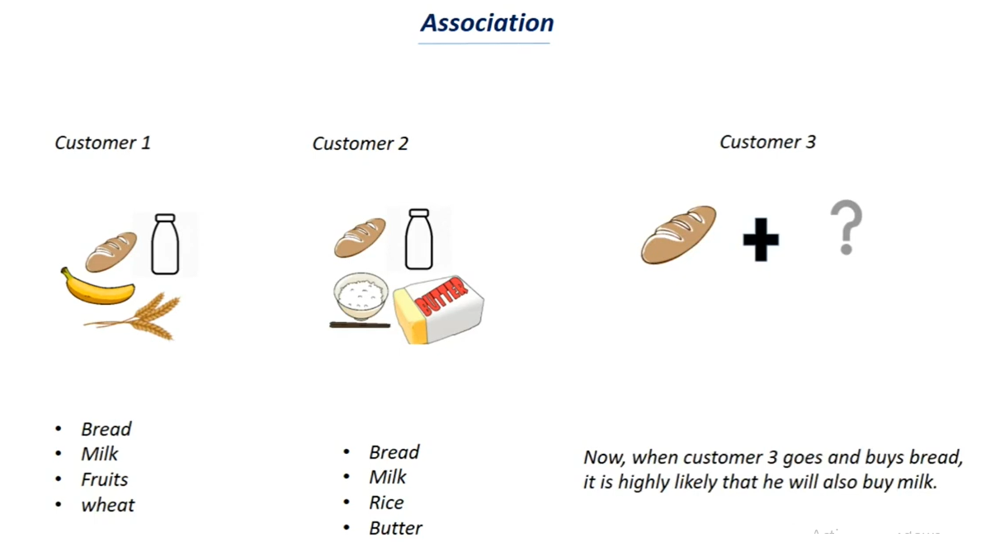 Association
Customer 1
Customer 2
Customer 3
BUTTER
• Bread
• Milk
• Fruits
• wheat
• Bread
• Milk
• Rice
• Butter
Now, when customer 3 goes and buys bread,
it is highly likely that he will also buy milk.